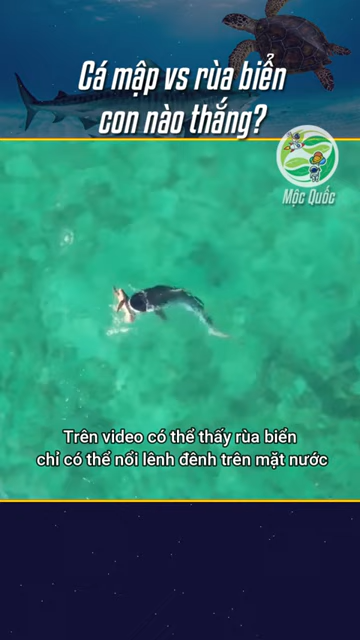 Cá mập vs rùa biển
con nào thắng?
Mộc Quốc
Trên video có thể thấy rùa biển
chỉ có thể nổi lênh đênh trên mặt nước